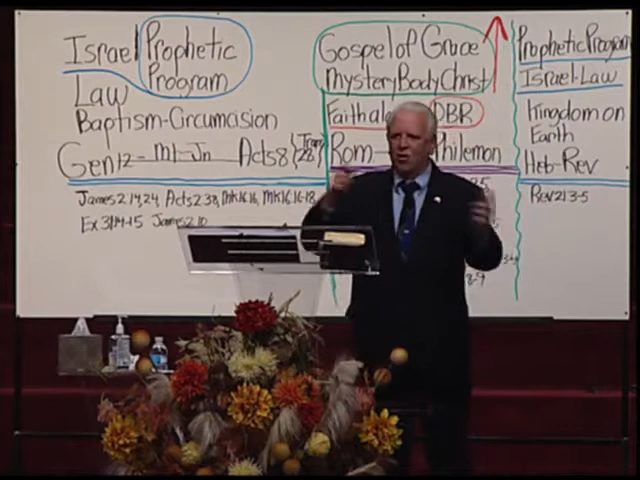 Israel Prophetic
Program
Law
Baptism-Circumcision
Gen 12 - Mt - Jn Acts 8 {Tran 28}
James 2 14,24, Acts 2 38, Mk 16 16, Mk 16 16-18
Ex 31 14-15 James 2 10
Gospel of Grace
Mystery Body Christ
Faith DBR
Rom Philemon
Prophetic Program
Israel-Law
Kingdom on
Earth
Heb-Rev
Rev 21 3-5